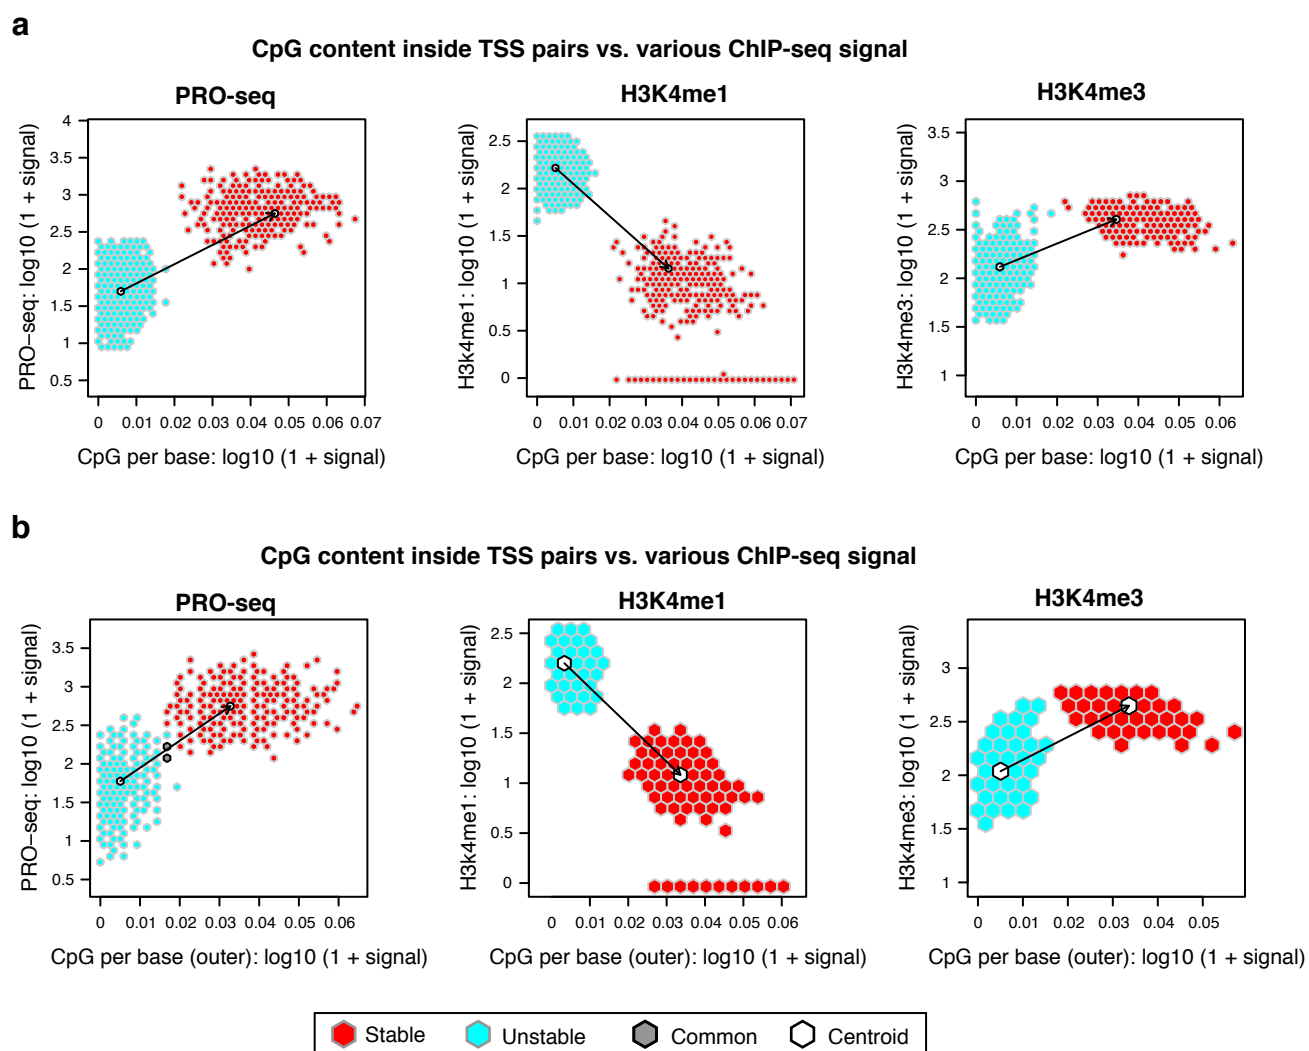 a
CpG content inside TSS pairs vs. various ChIP-seq signal
PRO-seq
H3K4me1
H3K4me3
PRO−seq: log10 (1 + signal)
4
3.5
3
2.5
2
1.5
1
0.5
0 0.01 0.02 0.03 0.04 0.05 0.06 0.07
CpG per base: log10 (1 + signal)
H3k4me1: log10 (1 + signal)
2.5
2
1.5
1
0.5
0
0 0.01 0.02 0.03 0.04 0.05 0.06 0.07
CpG per base: log10 (1 + signal)
H3k4me3: log10 (1 + signal)
3.5
3
2.5
2
1.5
1
0 0.01 0.02 0.03 0.04 0.05 0.06
CpG per base: log10 (1 + signal)
b
CpG content inside TSS pairs vs. various ChIP-seq signal
PRO-seq
H3K4me1
H3K4me3
PRO−seq: log10 (1 + signal)
3.5
3
2.5
2
1.5
1
0.5
0 0.01 0.02 0.03 0.04 0.05 0.06
CpG per base (outer): log10 (1 + signal)
H3k4me1: log10 (1 + signal)
2.5
2
1.5
1
0.5
0
0 0.01 0.02 0.03 0.04 0.05 0.06
CpG per base (outer): log10 (1 + signal)
H3k4me3: log10 (1 + signal)
3
2.5
2
1.5
1
0 0.01 0.02 0.03 0.04 0.05
CpG per base (outer): log10 (1 + signal)
Stable Unstable Common Centroid